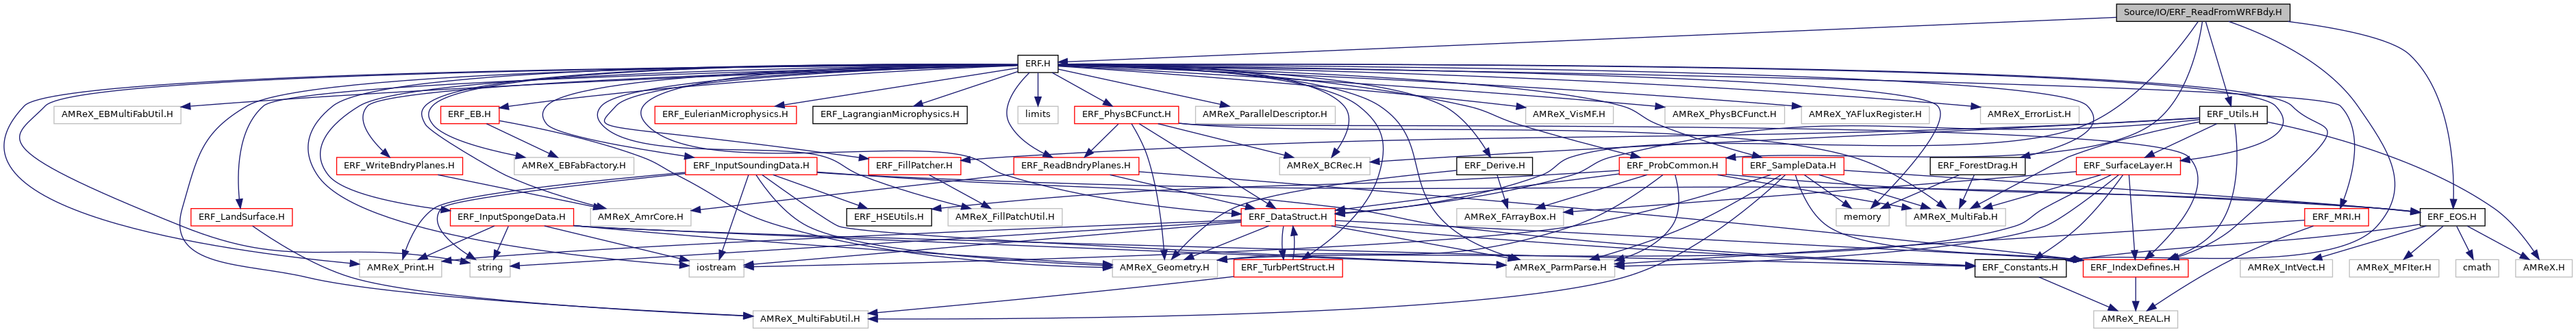 Source/IO/ERF_ReadFromWRFBdy.H
ERF.H
AMReX_EBMultiFabUtil.H
ERF_EB.H
ERF_EulerianMicrophysics.H
ERF_LagrangianMicrophysics.H
limits
ERF_PhysBCFunct.H
AMReX_ParallelDescriptor.H
AMReX_VisMF.H
AMReX_PhysBCFunct.H
AMReX_YAFluxRegister.H
AMReX_ErrorList.H
ERF_Utils.H
ERF_WriteBndryPlanes.H
AMReX_EBFabFactory.H
ERF_InputSoundingData.H
ERF_FillPatcher.H
ERF_ReadBndryPlanes.H
AMReX_BCRec.H
ERF_Derive.H
ERF_ProbCommon.H
ERF_SampleData.H
ERF_ForestDrag.H
ERF_SurfaceLayer.H
ERF_LandSurface.H
ERF_InputSpongeData.H
AMReX_AmrCore.H
ERF_HSEUtils.H
AMReX_FillPatchUtil.H
ERF_DataStruct.H
AMReX_FArrayBox.H
memory
AMReX_MultiFab.H
ERF_MRI.H
ERF_EOS.H
AMReX_Print.H
string
iostream
AMReX_Geometry.H
ERF_TurbPertStruct.H
AMReX_ParmParse.H
ERF_Constants.H
ERF_IndexDefines.H
AMReX_IntVect.H
AMReX_MFIter.H
cmath
AMReX.H
AMReX_MultiFabUtil.H
AMReX_REAL.H